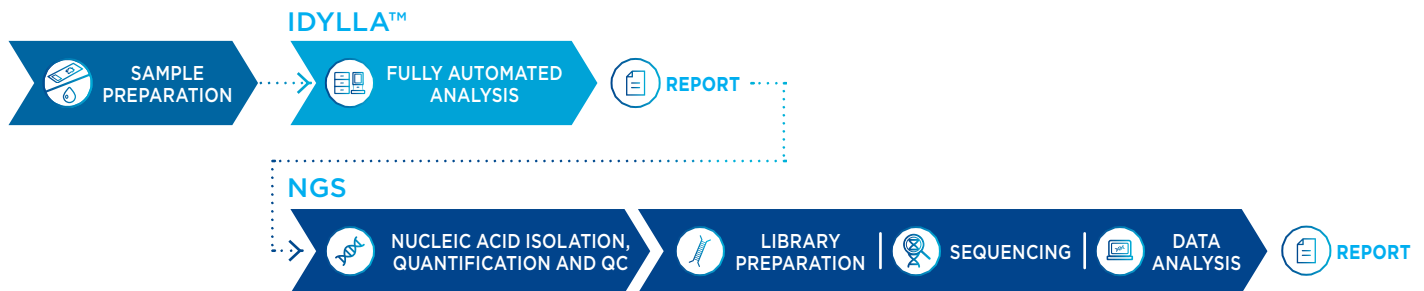 IDYLLA™
SAMPLE
PREPARATION
FULLY AUTOMATED
ANALYSIS
REPORT
NGS
NUCLEIC ACID ISOLATION,
QUANTIFICATION AND QC
LIBRARY
PREPARATION
SEQUENCING
DATA
ANALYSIS
REPORT